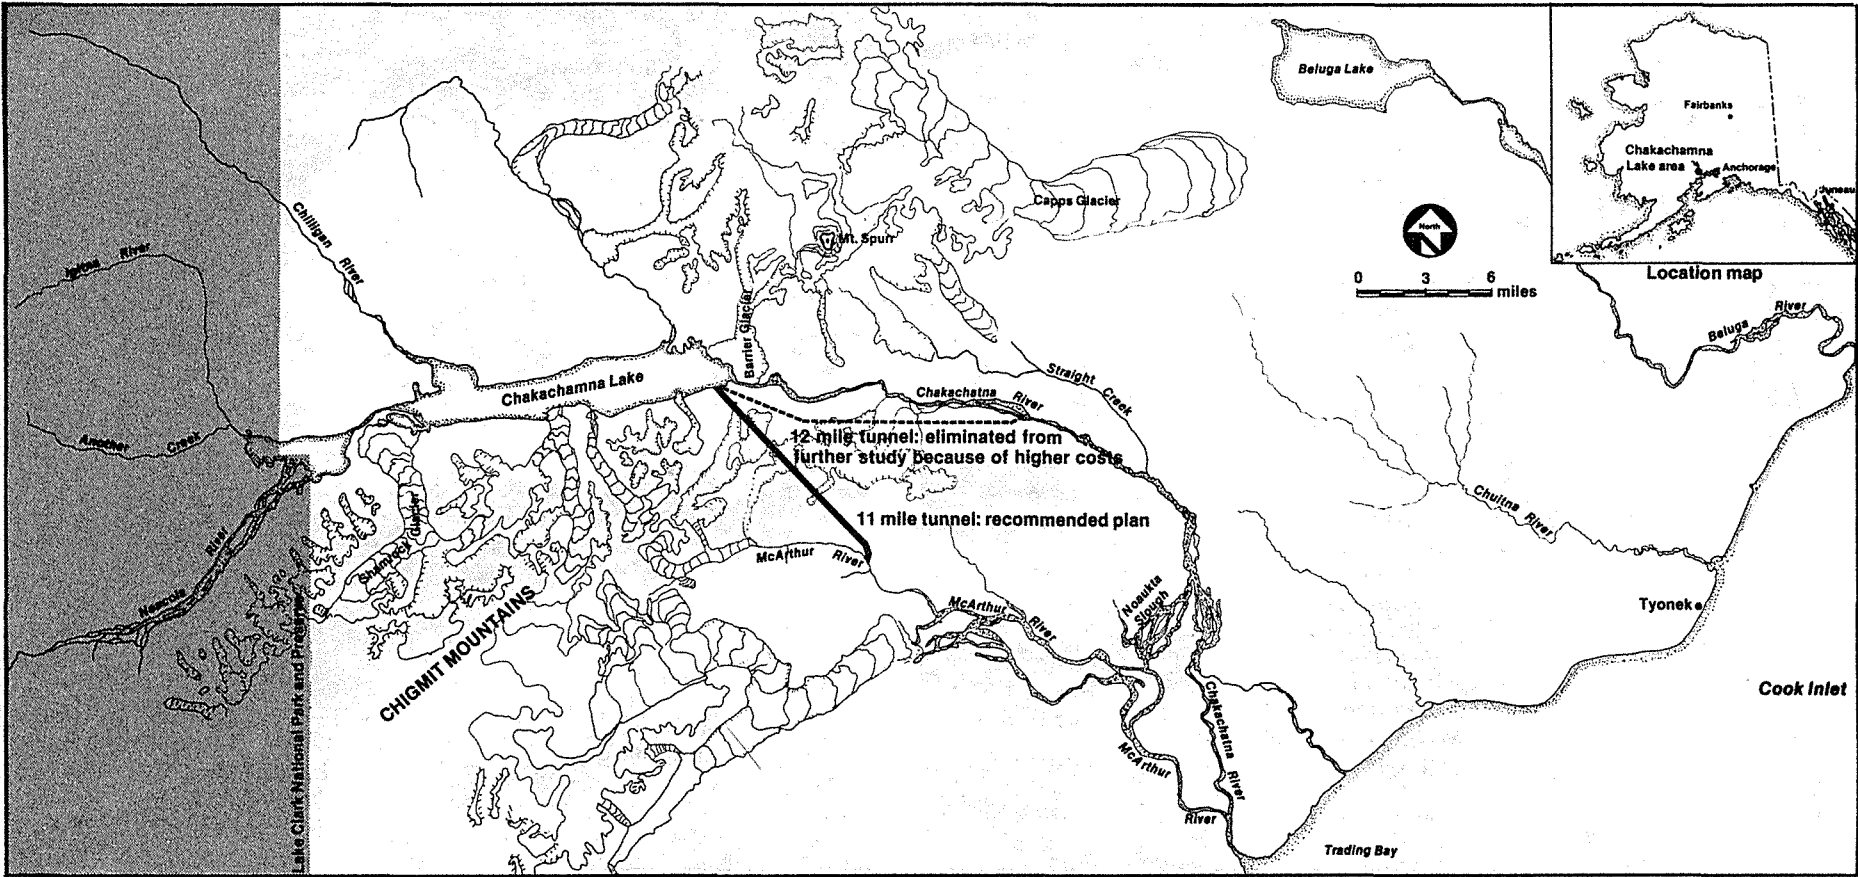 Beluga Lake
Fairbanks
Chakachamna
Lake area
Anchorage
Juneau
Location map
Capps Glacier
Mt. Spurr
North
N
0 3 6
miles
Chilligan
River
Igitna River
Barrier Glacier
Beluga River
Chakachamna Lake
Straight Creek
Chakachatna River
Another Creek
12 mile tunnel: eliminated from
further study because of higher costs
11 mile tunnel: recommended plan
Chuitna River
Shamrock Glacier
McArthur River
Neacola River
Noaukta
Slough
McArthur River
Tyonek
CHIGMIT MOUNTAINS
Lake Clark National Park and Preserve
Chakachatna River
McArthur
River
Cook Inlet
Trading Bay